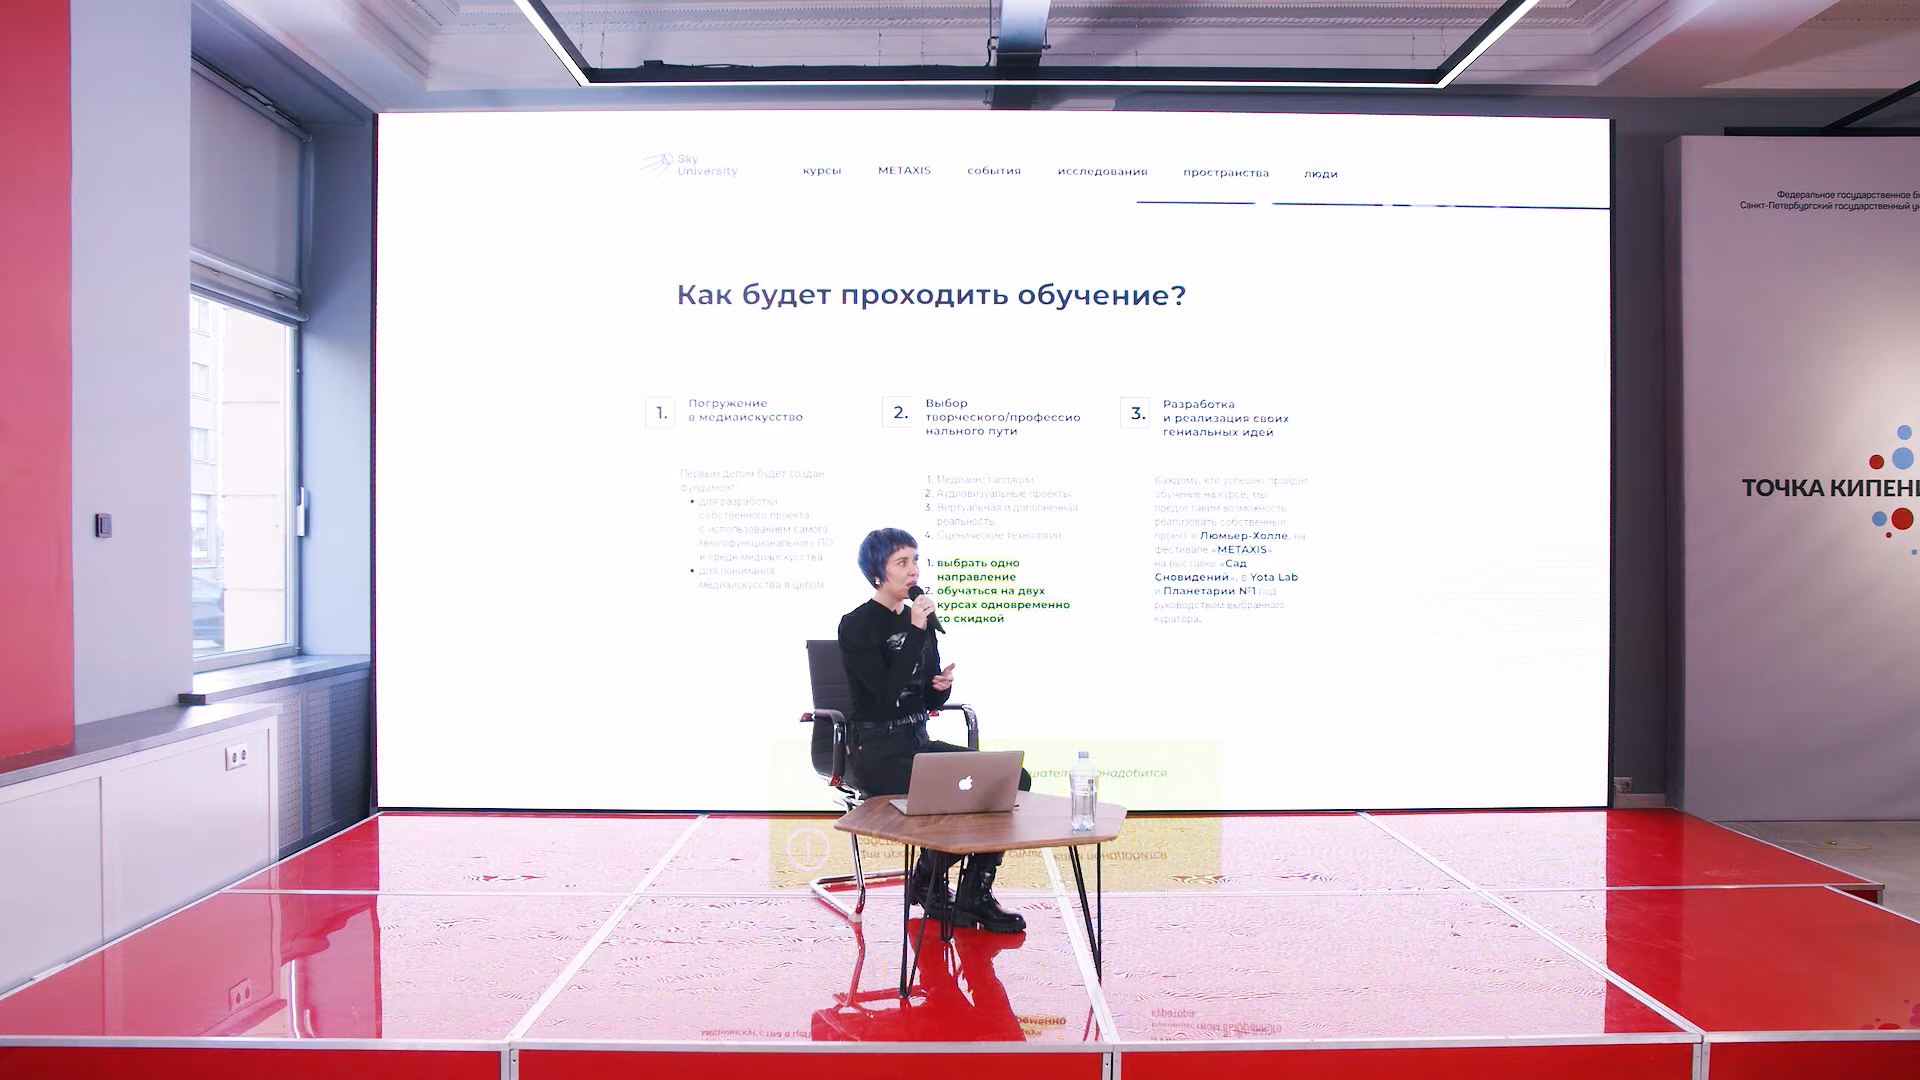 Sky
University
курсы METAXIS события исследования пространства люди
Федеральное государственное
Санкт-Петербургский государственный
Как будет проходить обучение?
1. Погружение
в медиаискусство
Первым делом будет создан
фундамент:
• для разработки
собственного проекта
с использованием самого
многофункционального ПО
в среде медиаискусства
• для понимания
медиаискусства в целом
2. Выбор
творческого/профессио
нального пути
1. Медиаинсталляции
2. Аудиовизуальные проекты
3. Виртуальная и дополненная
реальность
4. Сценические технологии
1. выбрать одно
направление
2. обучаться на двух
курсах одновременно
со скидкой
3. Разработка
и реализация своих
гениальных идей
Каждому, кто успешно пройдет
обучение на курсе, мы
предоставим возможность
реализовать собственный
проект в Люмьер-Холле, на
фестивале «METAXIS»
на выставке «Сад
Сновидений», в Yota Lab
и Планетарии №1 под
руководством выбранного
куратора.
ТОЧКА